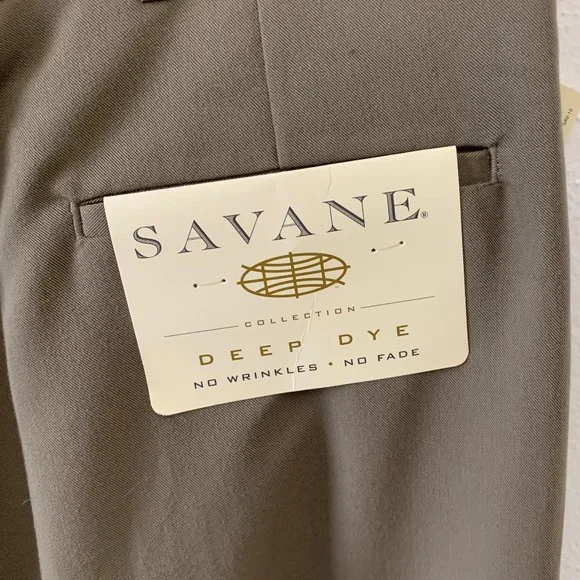 SAVANE®
COLLECTION
DEEP DYE
NO WRINKLES • NO FADE